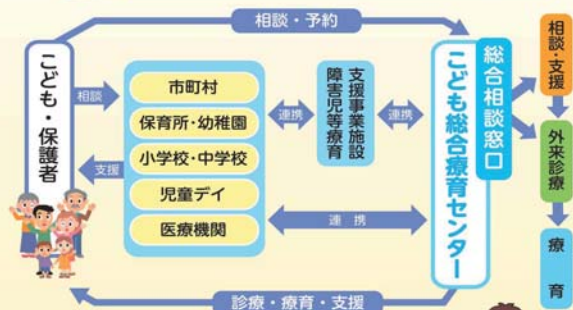 相談・予約
こども・保護者
相談
支援
市町村
保育所・幼稚園
小学校・中学校
児童デイ
医療機関
連携
障害児等療育
支援事業施設
連携
連携
こども総合療育センター
総合相談窓口
相談・支援
外来診療
療育
診療・療育・支援